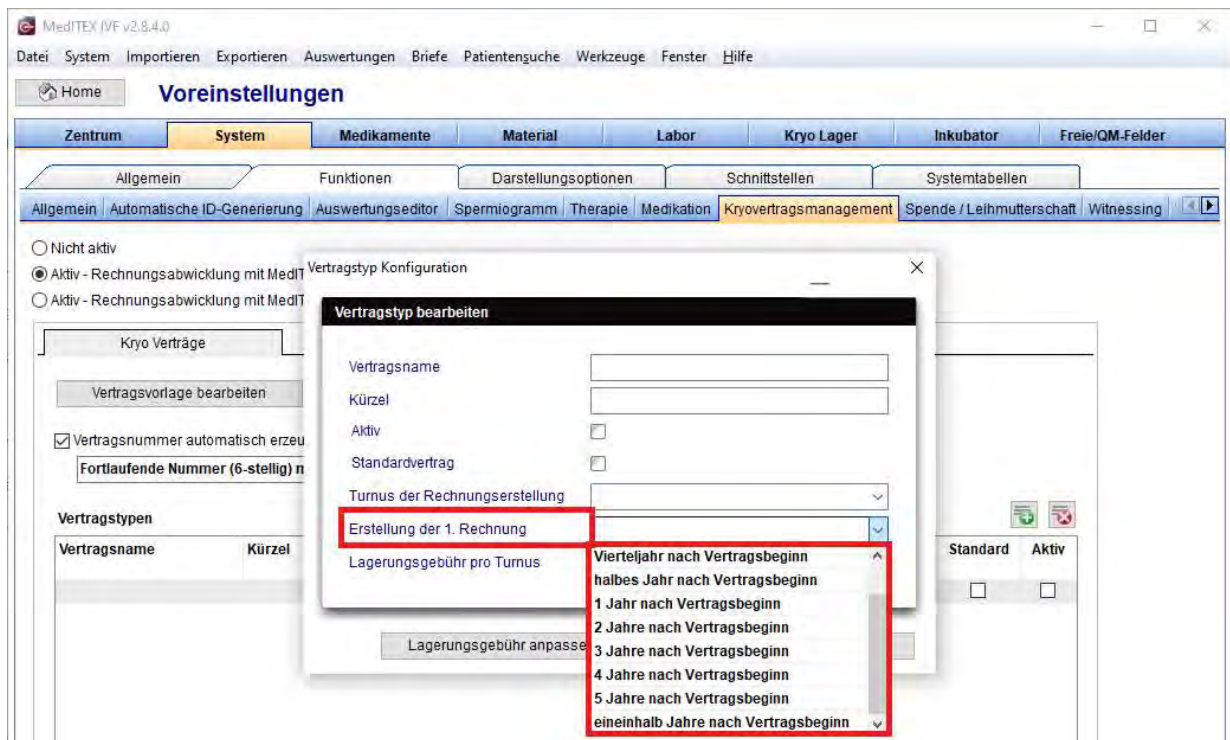 MedITEX IVF v2.8.4.0
Datei System Importieren Exportieren Auswertungen Briefe Patientensuche Werkzeuge Fenster Hilfe
Home Voreinstellungen
Zentrum System Medikamente Material Labor Kryo Lager Inkubator Freie/QM-Felder
Allgemein Funktionen Darstellungsoptionen Schnittstellen Systemtabellen
Allgemein Automatische ID-Generierung Auswertungseditor Spermiogramm Therapie Medikation Kryovertragsmanagement Spende / Leihmutterschaft Witnessing
Nicht aktiv
Aktiv - Rechnungsabwicklung mit MedIT
Aktiv - Rechnungsabwicklung mit MedIT
Kryo Verträge
Vertragsvorlage bearbeiten
Vertragsnummer automatisch erzeu
Fortlaufende Nummer (6-stellig) n
Vertragstypen
Vertragsname Kürzel Standard Aktiv
Vertragstyp Konfiguration
Vertragstyp bearbeiten
Vertragsname
Kürzel
Aktiv
Standardvertrag
Turnus der Rechnungserstellung
Erstellung der 1. Rechnung
Lagerungsgebühr pro Turnus
Vierteljahr nach Vertragsbeginn
halbes Jahr nach Vertragsbeginn
1 Jahr nach Vertragsbeginn
2 Jahre nach Vertragsbeginn
3 Jahre nach Vertragsbeginn
4 Jahre nach Vertragsbeginn
5 Jahre nach Vertragsbeginn
eineinhalb Jahre nach Vertragsbeginn
Lagerungsgebühr anpasse